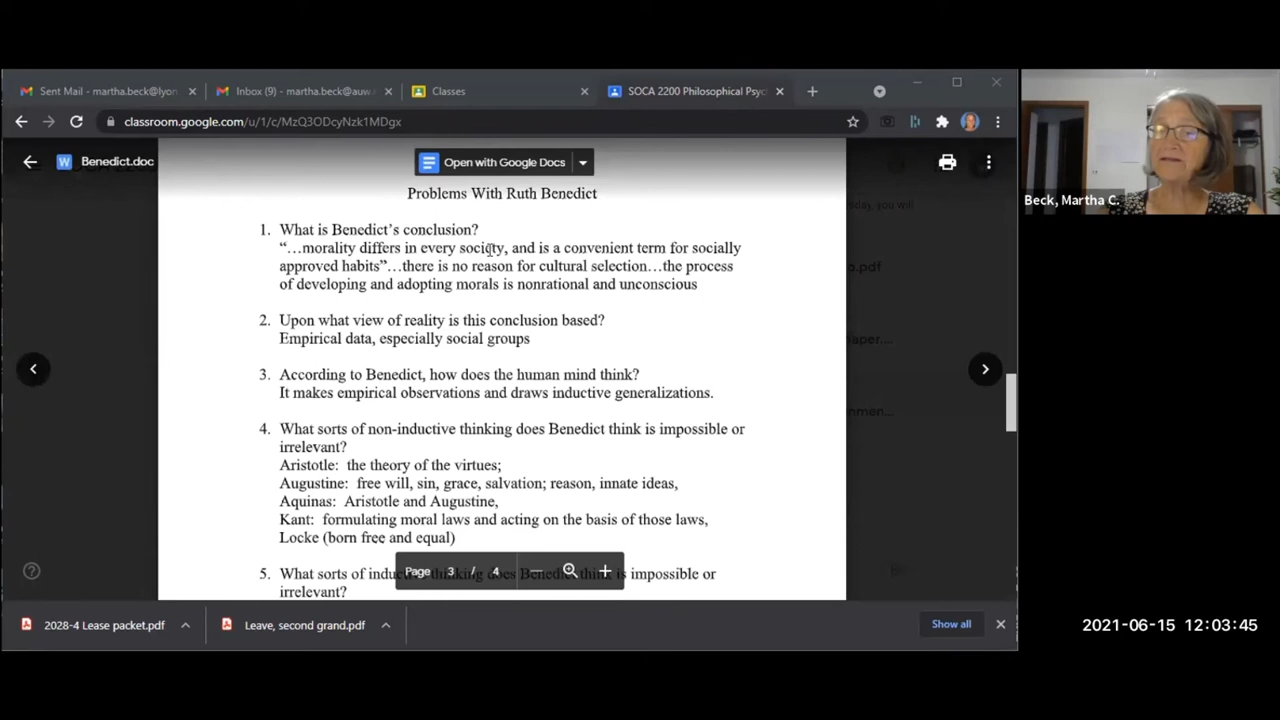 Sent Mail - martha.beck@lyon
Inbox (9) - martha.beck@auw
Classes
SOCA 2200 Philosophical Psyc
classroom.google.com/u/1/c/MzQ3ODcyNzk1MDgx
Benedict.doc
Open with Google Docs
sday, you will
Problems With Ruth Benedict
Beck, Martha C.
1. What is Benedict's conclusion?
"…morality differs in every society, and is a convenient term for socially
approved habits"…there is no reason for cultural selection…the process
of developing and adopting morals is nonrational and unconscious
2. Upon what view of reality is this conclusion based?
Empirical data, especially social groups
3. According to Benedict, how does the human mind think?
It makes empirical observations and draws inductive generalizations.
4. What sorts of non-inductive thinking does Benedict think is impossible or
irrelevant?
Aristotle: the theory of the virtues;
Augustine: free will, sin, grace, salvation; reason, innate ideas,
Aquinas: Aristotle and Augustine,
Kant: formulating moral laws and acting on the basis of those laws,
Locke (born free and equal)
5. What sorts of inductive thinking does Benedict think is impossible or
irrelevant?
Page 3 / 4
2028-4 Lease packet.pdf
Leave, second grand.pdf
Show all
2021-06-15 12:03:45